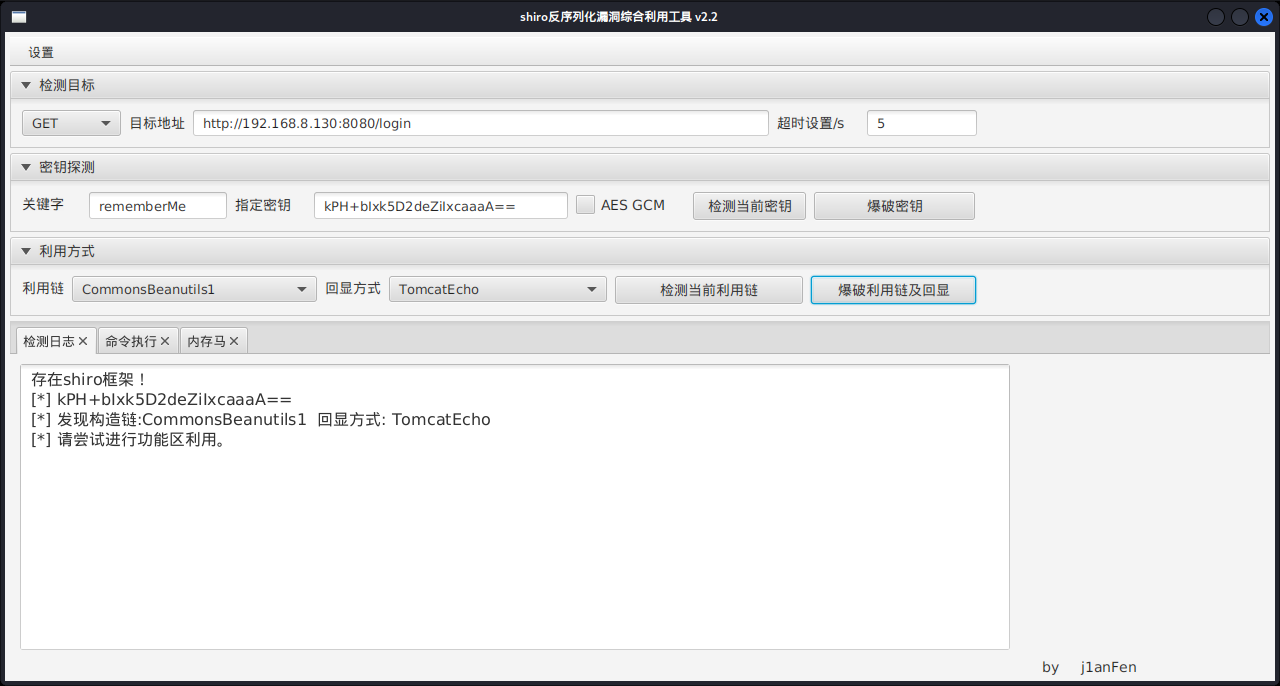 shiro反序列化漏洞综合利用工具 v2.2
设置
检测目标
GET 目标地址 http://192.168.8.130:8080/login 超时设置/s 5
密钥探测
关键字 rememberMe 指定密钥 kPH+bIxk5D2deZiIxcaaaA== AES GCM 检测当前密钥 爆破密钥
利用方式
利用链 CommonsBeanutils1 回显方式 TomcatEcho 检测当前利用链 爆破利用链及回显
检测日志 命令执行 内存马
存在shiro框架！
[*] kPH+bIxk5D2deZiIxcaaaA==
[*] 发现构造链:CommonsBeanutils1 回显方式: TomcatEcho
[*] 请尝试进行功能区利用。
by j1anFen